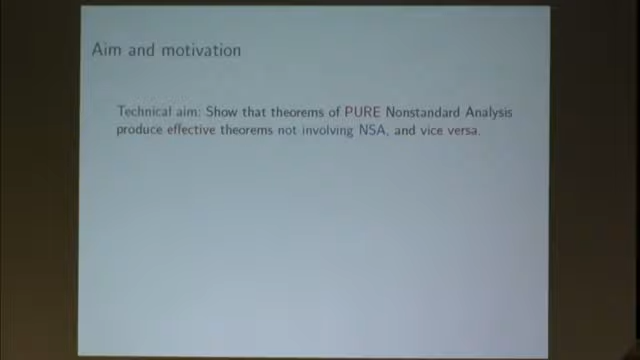 Aim and motivation
Technical aim: Show that theorems of PURE Nonstandard Analysis
produce effective theorems not involving NSA, and vice versa.